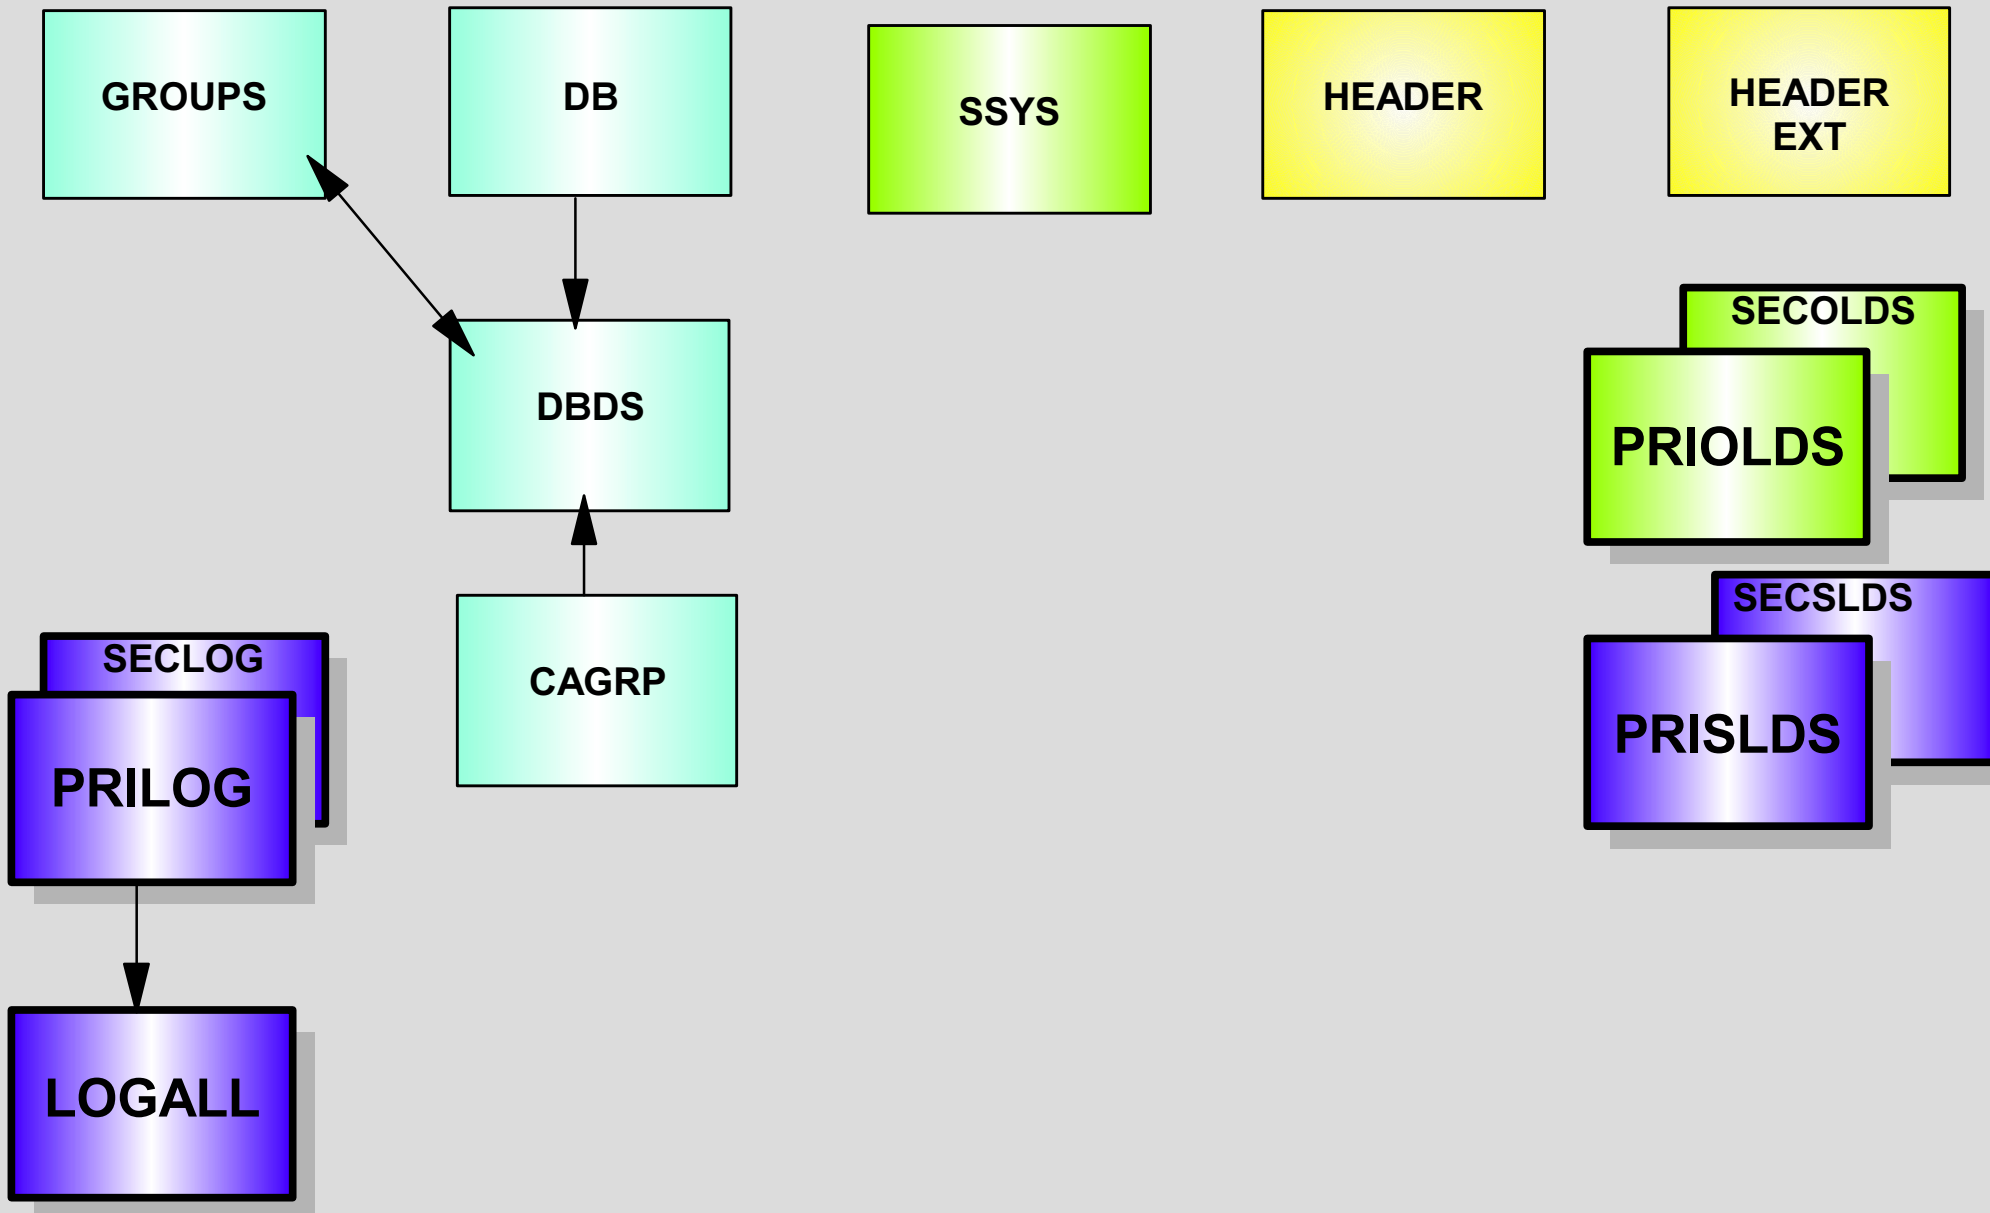 GROUPS
DB
SSYS
HEADER
HEADER
EXT
SECOLDS
PRIOLDS
DBDS
SECSLDS
PRISLDS
SECLOG
CAGRP
PRILOG
LOGALL